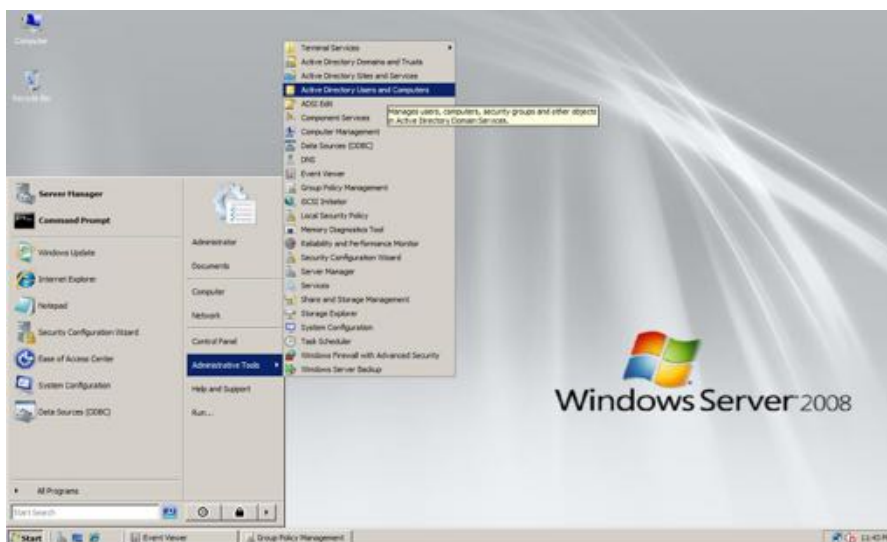 Computer
Recycle Bin
Terminal Services
Active Directory Domains and Trusts
Active Directory Sites and Services
Active Directory Users and Computers
ADSI Edit
Manages users, computers, security groups and other objects
in Active Directory Domain Services.
Component Services
Computer Management
Data Sources (ODBC)
DNS
Event Viewer
Group Policy Management
iSCSI Initiator
Local Security Policy
Memory Diagnostics Tool
Reliability and Performance Monitor
Security Configuration Wizard
Server Manager
Services
Share and Storage Management
Storage Explorer
System Configuration
Task Scheduler
Windows Firewall with Advanced Security
Windows Server Backup
Server Manager
Command Prompt
Windows Update
Internet Explorer
Notepad
Security Configuration Wizard
Ease of Access Center
System Configuration
Data Sources (ODBC)
All Programs
Start Search
Administrator
Documents
Computer
Network
Control Panel
Administrative Tools
Help and Support
Run...
Windows Server 2008
Start
Event Viewer
Group Policy Management
11:43 P